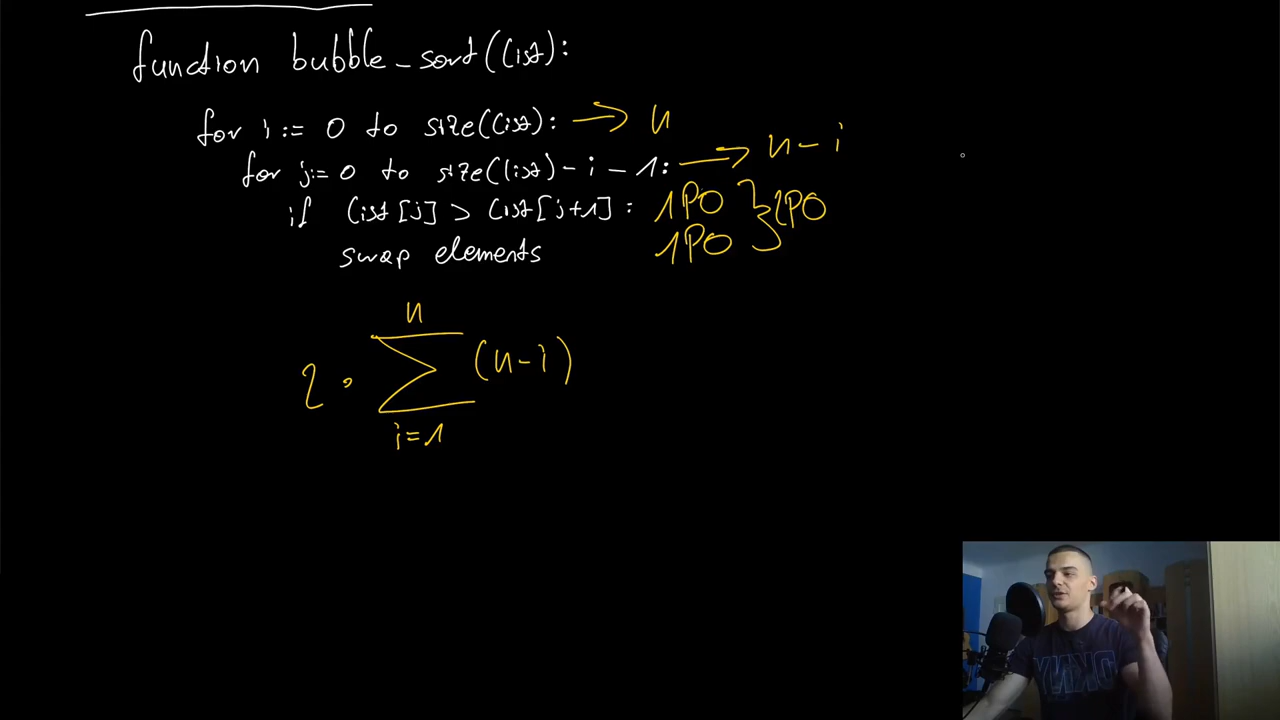 function bubble_sort(list):
for i := 0 to size(list): → n
for j := 0 to size(list) - i - 1: → n - i
if list[j] > list[j+1] : 1PO } 2PO
swap elements 1PO
n
2 · ∑ (n-i)
i=1